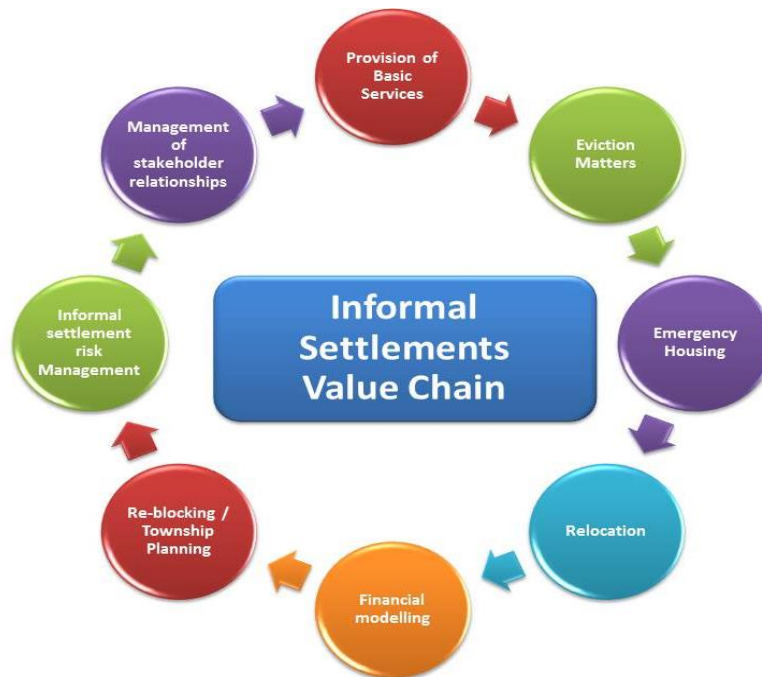 Provision of
Basic
Services
Eviction
Matters
Emergency
Housing
Relocation
Financial
modelling
Re-blocking /
Township
Planning
Informal
settlement
risk
Management
Management
of
stakeholder
relationships
Informal
Settlements
Value Chain